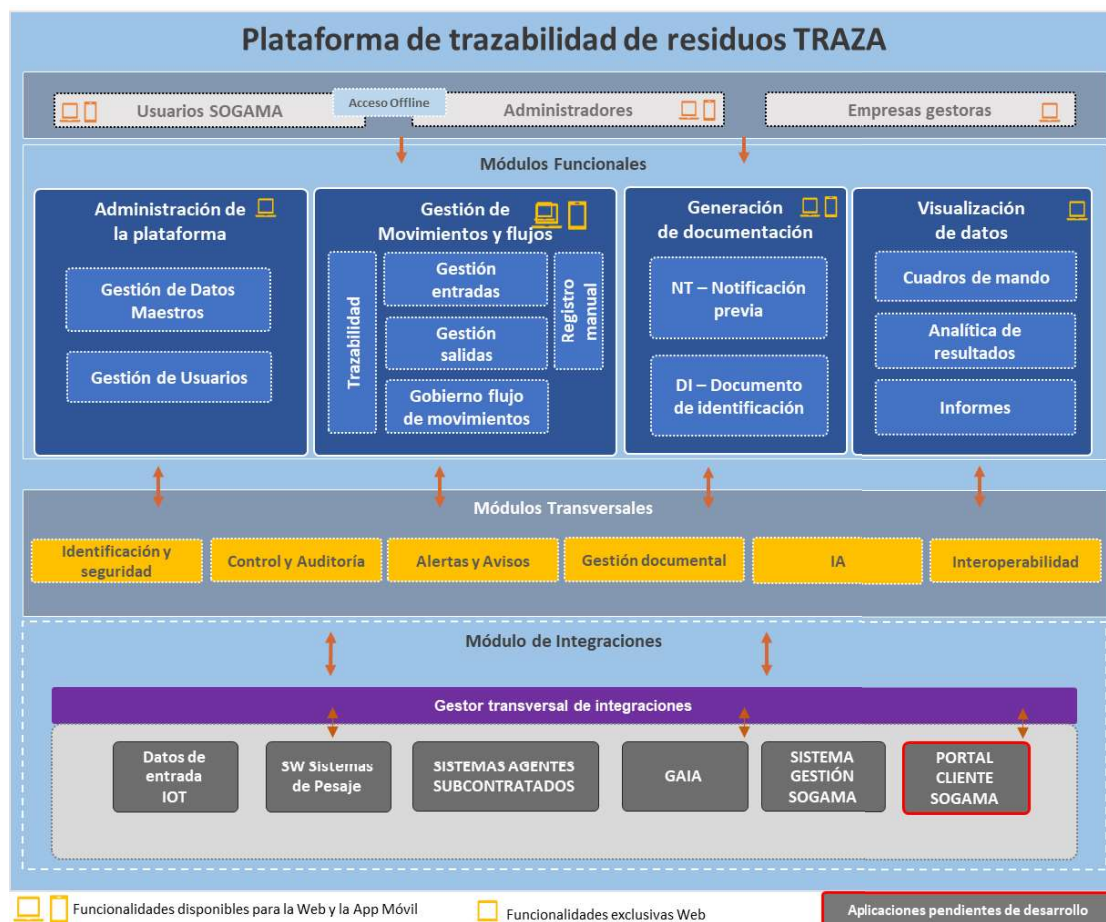 Plataforma de trazabilidad de residuos TRAZA
Usuarios SOGAMA
Acceso Offline
Administradores
Empresas gestoras
Módulos Funcionales
Administración de
la plataforma
Gestión de Datos
Maestros
Gestión de Usuarios
Gestión de
Movimientos y flujos
Trazabilidad
Gestión
entradas
Gestión
salidas
Gobierno flujo
de movimientos
Registro
manual
Generación
de documentación
NT – Notificación
previa
DI – Documento
de identificación
Visualización
de datos
Cuadros de mando
Analítica de
resultados
Informes
Módulos Transversales
Identificación y
seguridad
Control y Auditoría
Alertas y Avisos
Gestión documental
IA
Interoperabilidad
Módulo de Integraciones
Gestor transversal de integraciones
Datos de
entrada
IOT
SW Sistemas
de Pesaje
SISTEMAS AGENTES
SUBCONTRATADOS
GAIA
SISTEMA
GESTIÓN
SOGAMA
PORTAL
CLIENTE
SOGAMA
Funcionalidades disponibles para la Web y la App Móvil
Funcionalidades exclusivas Web
Aplicaciones pendientes de desarrollo